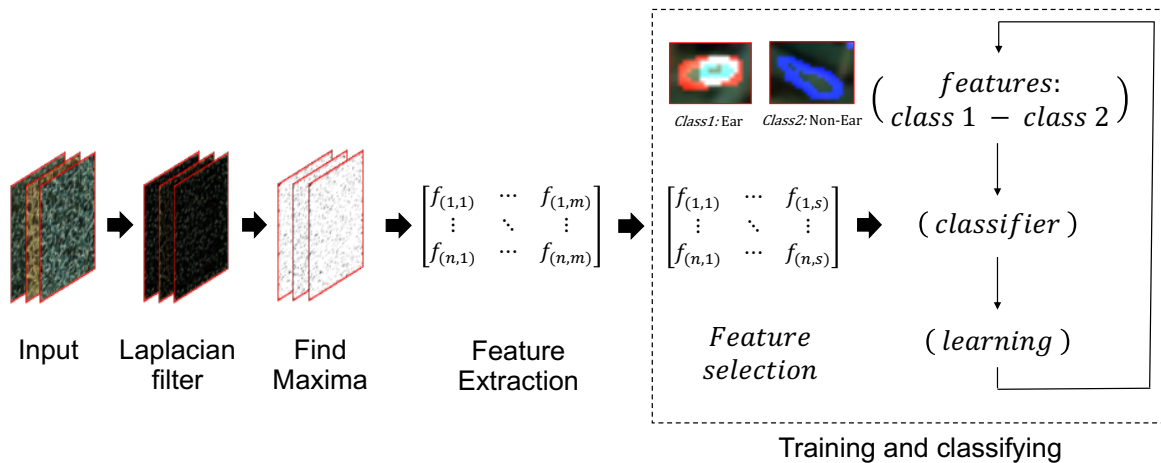 Class1: Ear
Class2: Non-Ear
( features:
class 1 − class 2 )
[ f(1,1) ⋯ f(1,m)
⋮ ⋱ ⋮
f(n,1) ⋯ f(n,m) ]
[ f(1,1) ⋯ f(1,s)
⋮ ⋱ ⋮
f(n,1) ⋯ f(n,s) ]
( classifier )
Input
Laplacian
filter
Find
Maxima
Feature
Extraction
Feature
selection
( learning )
Training and classifying